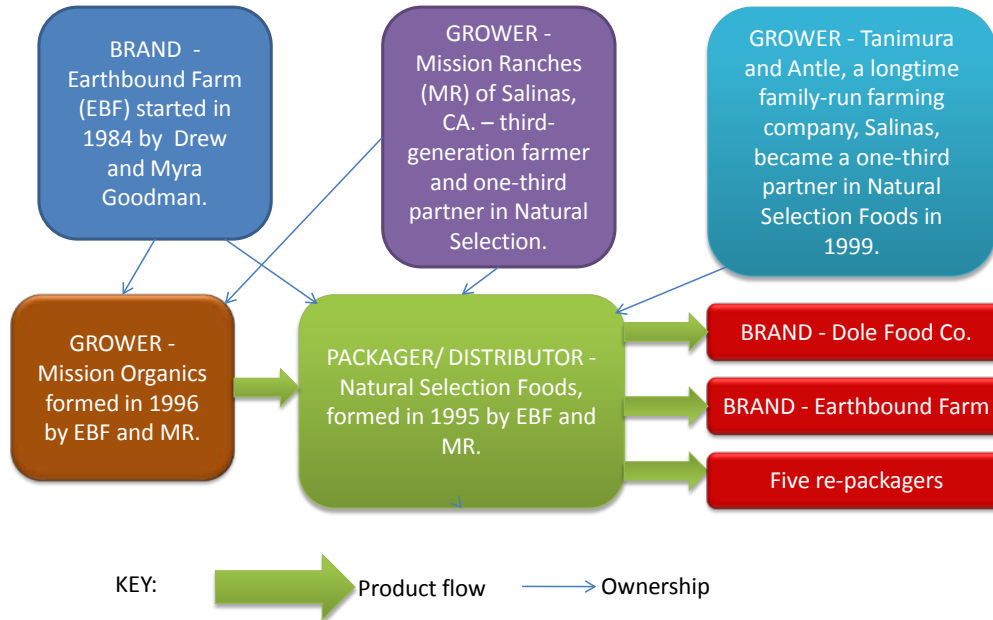 BRAND -
Earthbound Farm
(EBF) started in
1984 by Drew
and Myra
Goodman.
GROWER -
Mission Ranches
(MR) of Salinas,
CA. – third-
generation farmer
and one-third
partner in Natural
Selection.
GROWER - Tanimura
and Antle, a longtime
family-run farming
company, Salinas,
became a one-third
partner in Natural
Selection Foods in
1999.
GROWER -
Mission Organics
formed in 1996
by EBF and MR.
PACKAGER/ DISTRIBUTOR -
Natural Selection Foods,
formed in 1995 by EBF and
MR.
BRAND - Dole Food Co.
BRAND - Earthbound Farm
Five re-packagers
KEY:
Product flow
Ownership